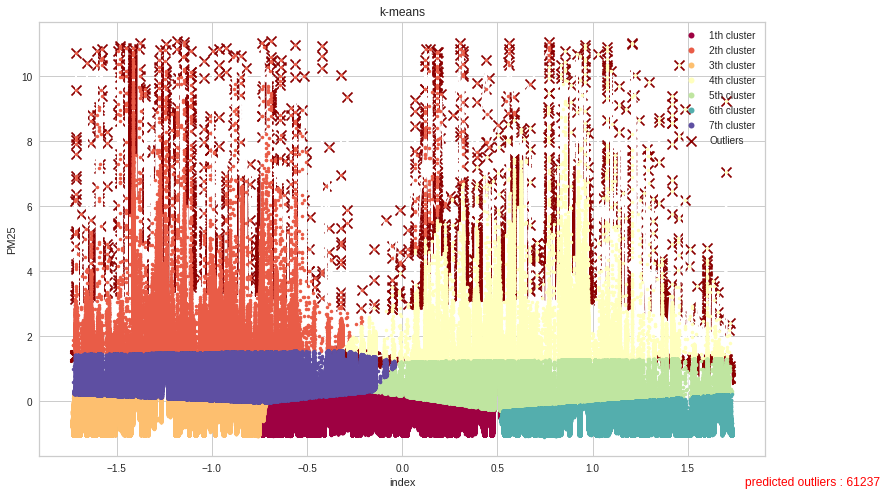 k-means
1th cluster
2th cluster
3th cluster
4th cluster
5th cluster
6th cluster
7th cluster
Outliers
10
8
6
4
2
0
PM25
−1.5
−1.0
−0.5
0.0
0.5
1.0
1.5
index
predicted outliers : 61237